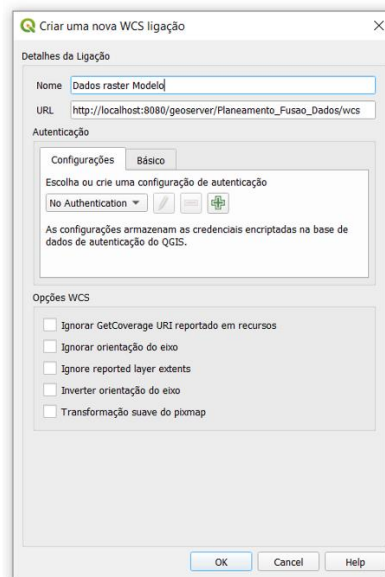 Criar uma nova WCS ligação
Detalhes da Ligação
Nome Dados raster Modelo
URL http://localhost:8080/geoserver/Planeamento_Fusao_Dados/wcs
Autenticação
Configurações Básico
Escolha ou crie uma configuração de autenticação
No Authentication
As configurações armazenam as credenciais encriptadas na base de
dados de autenticação do QGIS.
Opções WCS
Ignorar GetCoverage URI reportado em recursos
Ignorar orientação do eixo
Ignore reported layer extents
Inverter orientação do eixo
Transformação suave do pixmap
OK Cancel Help